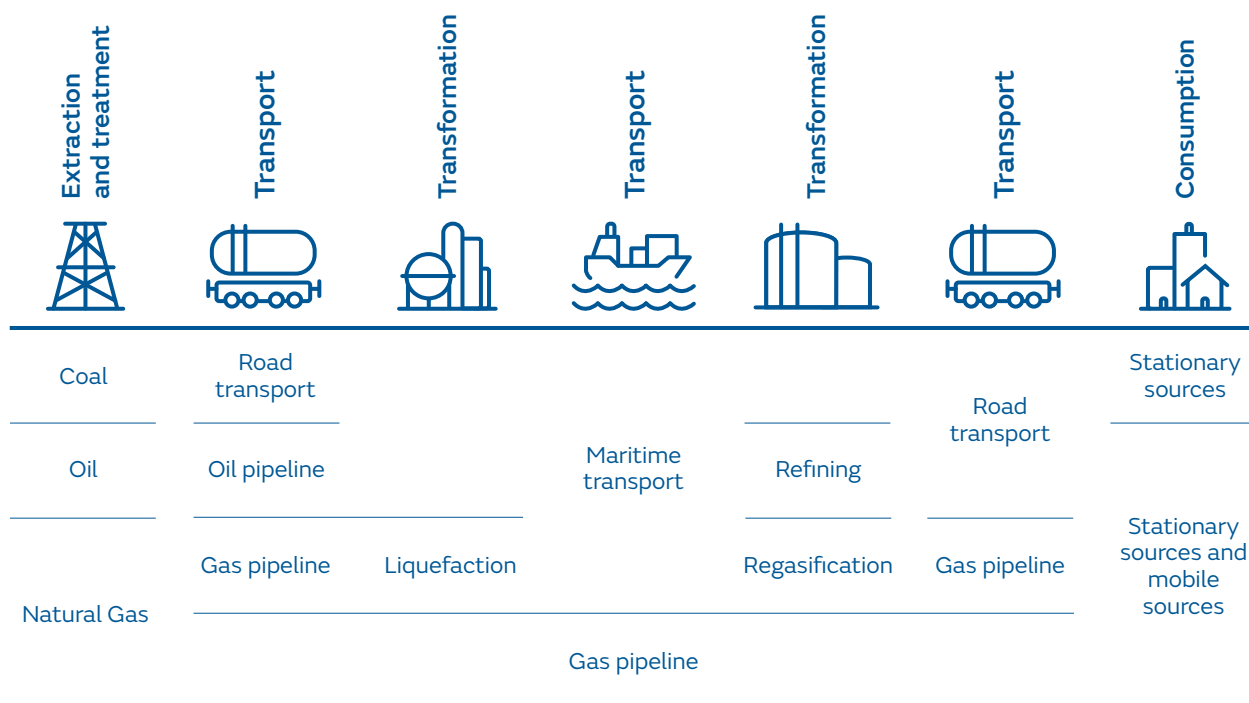 Extraction
and treatment
Transport
Transformation
Transport
Transformation
Transport
Consumption
Coal
Road
transport
Stationary
sources
Road
transport
Oil
Oil pipeline
Maritime
transport
Refining
Natural Gas
Gas pipeline
Liquefaction
Regasification
Gas pipeline
Stationary
sources and
mobile
sources
Gas pipeline